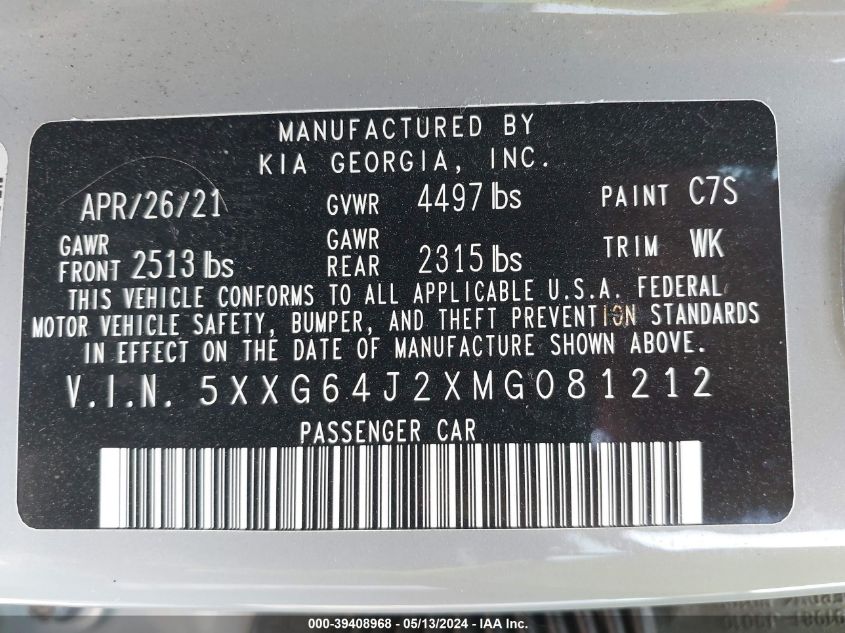 MANUFACTURED BY
KIA GEORGIA, INC.
APR/26/21 GVWR 4497 lbs PAINT C7S
GAWR FRONT 2513 lbs GAWR REAR 2315 lbs TRIM WK
THIS VEHICLE CONFORMS TO ALL APPLICABLE U.S.A. FEDERAL
MOTOR VEHICLE SAFETY, BUMPER, AND THEFT PREVENTION STANDARDS
IN EFFECT ON THE DATE OF MANUFACTURE SHOWN ABOVE.
V.I.N. 5XXG64J2XMG081212
PASSENGER CAR
000-39408968 - 05/13/2024 - IAA Inc.